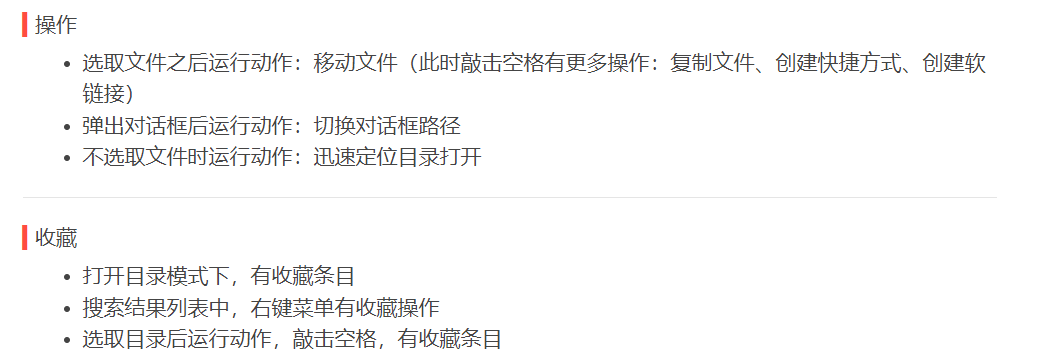 操作
选取文件之后运行动作：移动文件（此时敲击空格有更多操作：复制文件、创建快捷方式、创建软
链接）
弹出对话框后运行动作：切换对话框路径
不选取文件时运行动作：迅速定位目录打开
收藏
打开目录模式下，有收藏条目
搜索结果列表中，右键菜单有收藏操作
选取目录后运行动作，敲击空格，有收藏条目